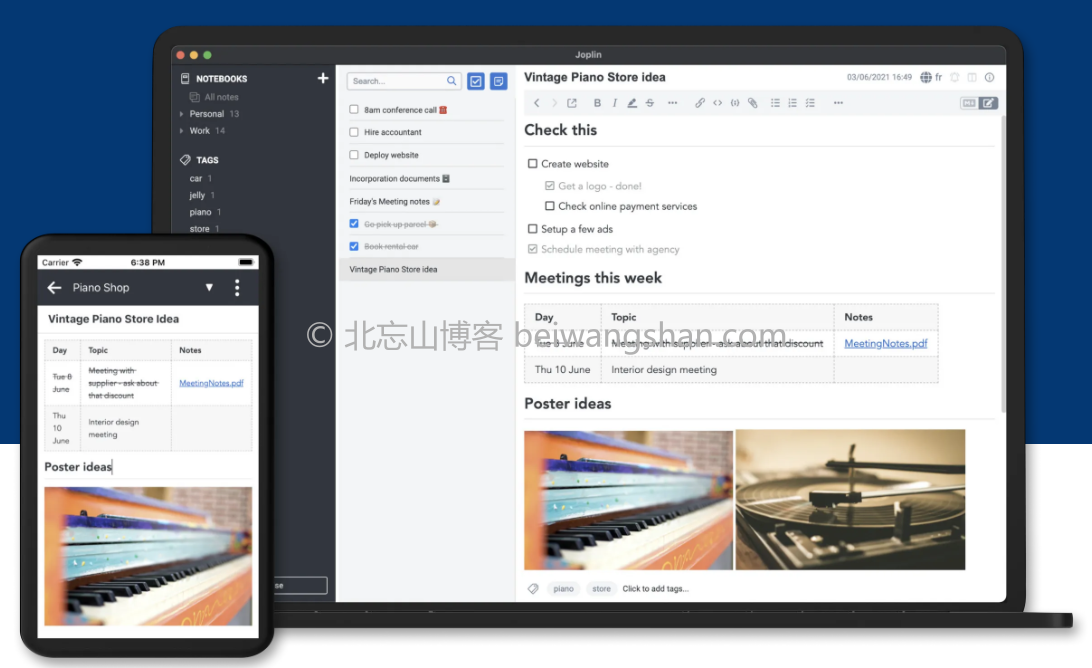 Joplin
NOTEBOOKS
All notes
Personal 13
Work 14
TAGS
car 1
jelly 1
piano 1
store 1
se
Search...
8am conference call
Hire accountant
Deploy website
Incorporation documents
Friday's Meeting notes
Go pick up parcel
Book rental car
Vintage Piano Store idea
Vintage Piano Store idea
03/06/2021 16:49 fr
B I S
Check this
Create website
Get a logo - done!
Check online payment services
Setup a few ads
Schedule meeting with agency
Meetings this week
Day Topic Notes
Tue 8 June Meeting with supplier - ask about that discount MeetingNotes.pdf
Thu 10 June Interior design meeting
Poster ideas
piano store Click to add tags...
© 北忘山博客 beiwangshan.com
Carrier 6:38 PM
Piano Shop
Vintage Piano Store Idea
Day Topic Notes
Meeting with
Tue 8 supplier - ask about MeetingNotes.pdf
June that discount
Thu
10 Interior design
June meeting
Poster ideas